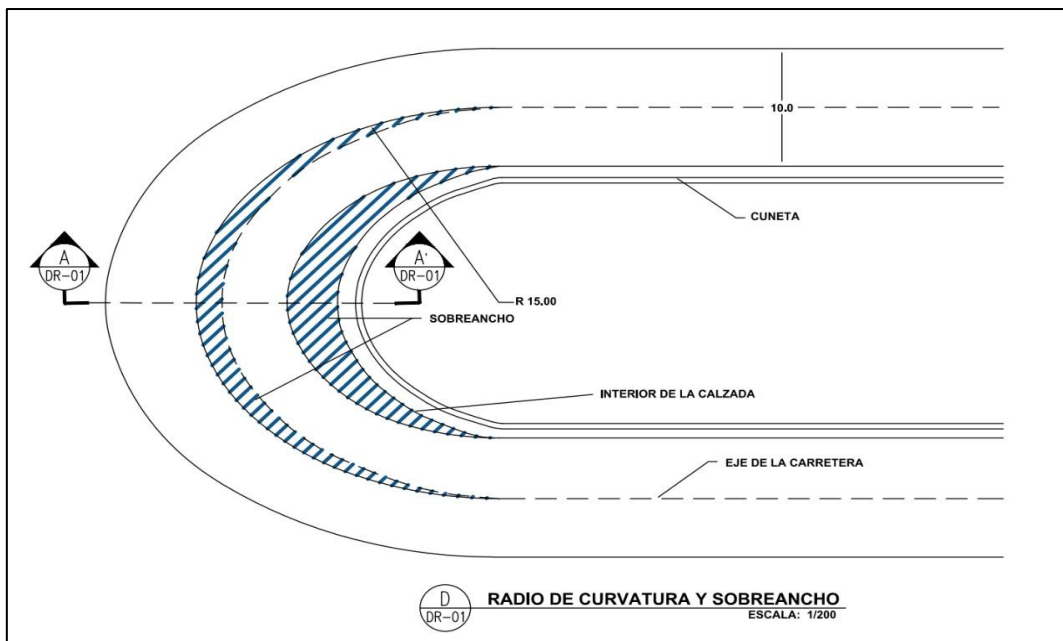 10.0
CUNETA
A
DR-01
A'
DR-01
R 15.00
SOBREANCHO
INTERIOR DE LA CALZADA
EJE DE LA CARRETERA
D
DR-01
RADIO DE CURVATURA Y SOBREANCHO
ESCALA: 1/200